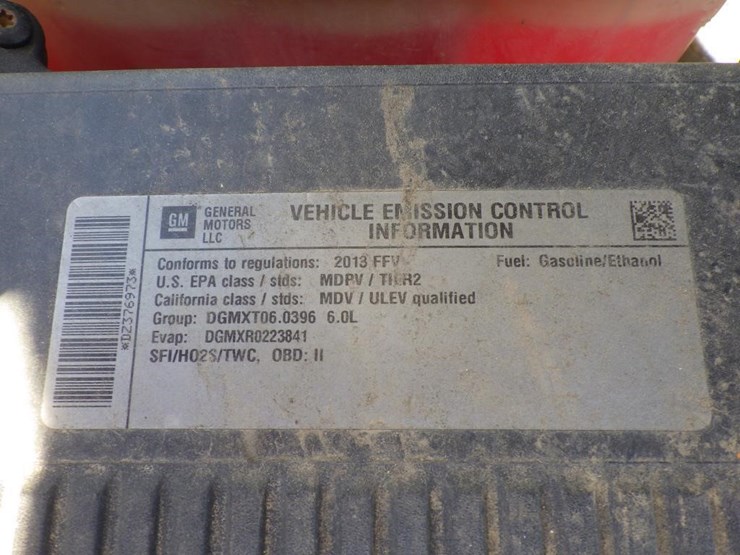 GM
GENERAL
MOTORS
LLC
VEHICLE EMISSION CONTROL
INFORMATION
Conforms to regulations: 2013 FFV Fuel: Gasoline/Ethanol
U.S. EPA class / stds: MDPV / TIER2
California class / stds: MDV / ULEV qualified
Group: DGMXT06.0396 6.0L
Evap: DGMXR0223841
SFI/HO2S/TWC, OBD: II
*DZ376973*